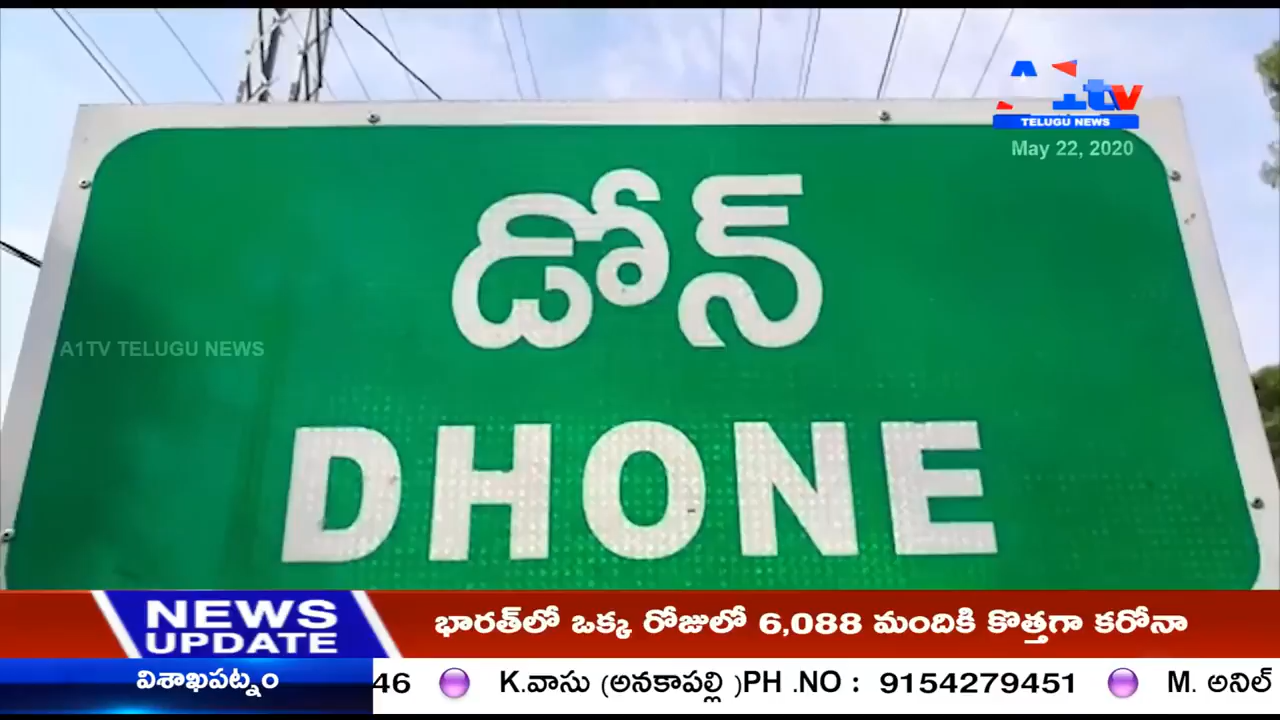 A1tv
TELUGU NEWS
May 22, 2020
డోన్
A1TV TELUGU NEWS
DHONE
NEWS
UPDATE
భారత్‌లో ఒక్క రోజులో 6,088 మందికి కొత్తగా కరోనా
విశాఖపట్నం
46 K.వాసు (అనకాపల్లి )PH .NO : 9154279451 M. అనిల్